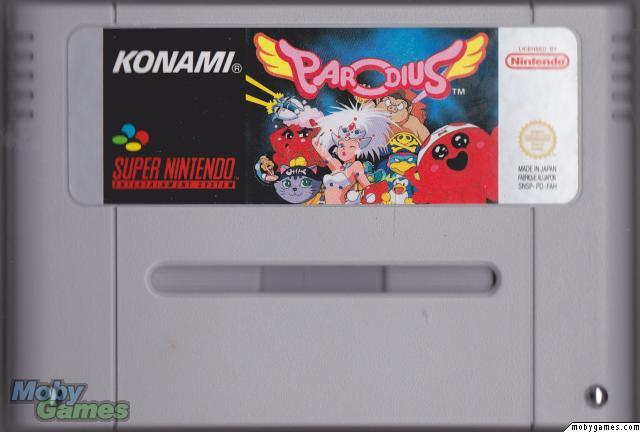 KONAMI®
PARODIUS
TM
LICENSED BY
Nintendo
SUPER NINTENDO
ENTERTAINMENT SYSTEM
MADE IN JAPAN
FABRIQUE AU JAPON
SNSP-PD-FAH
Moby
Games
mobygames.com